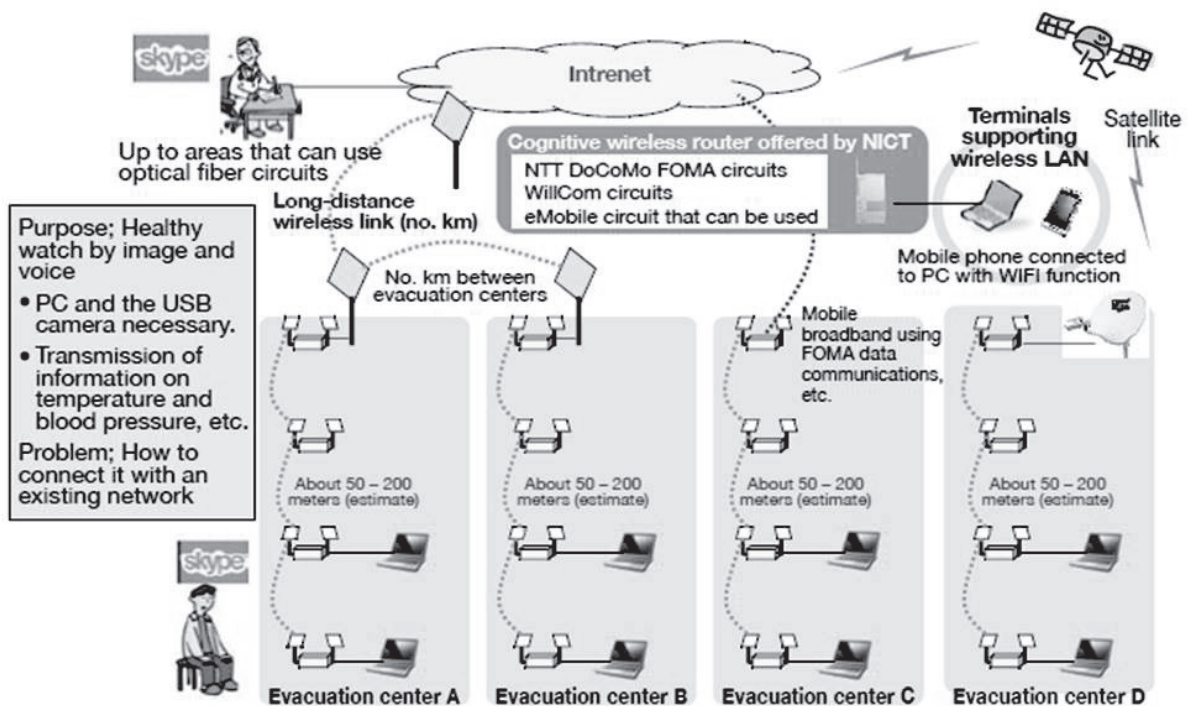 skype
Intrenet
Up to areas that can use
optical fiber circuits
Cognitive wireless router offered by NICT
NTT DoCoMo FOMA circuits
WillCom circuits
eMobile circuit that can be used
Terminals
supporting
wireless LAN
Satellite
link
Mobile phone connected
to PC with WIFI function
Long-distance
wireless link (no. km)
No. km between
evacuation centers
Purpose; Healthy
watch by image and
voice
• PC and the USB
camera necessary.
• Transmission of
information on
temperature and
blood pressure, etc.
Problem; How to
connect it with an
existing network
Mobile
broadband using
FOMA data
communications,
etc.
About 50 – 200
meters (estimate)
About 50 – 200
meters (estimate)
About 50 – 200
meters (estimate)
About 50 – 200
meters (estimate)
skype
Evacuation center A
Evacuation center B
Evacuation center C
Evacuation center D